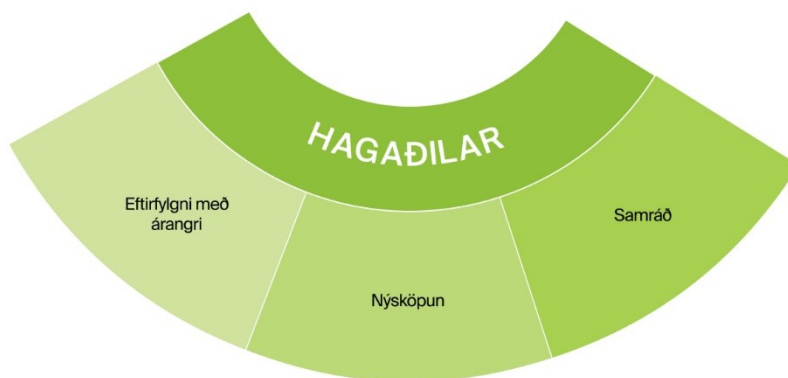 HAGAÐILAR
Eftirfylgni með
árangri
Nýsköpun
Samráð